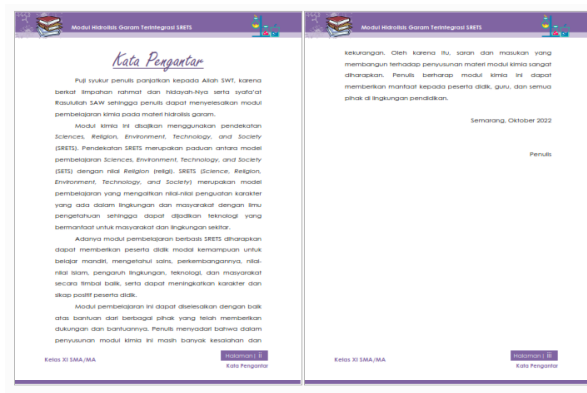 Modul Hidrolisis Garam Terintegrasi SRETS
Kata Pengantar
Puji syukur penulis panjatkan kepada Allah SWT, karena
berkat limpahan rahmat dan hidayah-Nya serta syafa'at
Rasulullah SAW sehingga penulis dapat menyelesaikan modul
pembelajaran kimia pada materi hidrolisis garam.
Modul kimia ini disajikan menggunakan pendekatan
Sciences, Religion, Environment, Technology, and Society
(SRETS). Pendekatan SRETS merupakan paduan antara model
pembelajaran Sciences, Environment, Technology, and Society
(SETS) dengan nilai Religion (religi). SRETS (Science, Religion,
Environment, Technology, and Society) merupakan model
pembelajaran yang mengaitkan nilai-nilai penguatan karakter
yang ada dalam lingkungan dan masyarakat dengan ilmu
pengetahuan sehingga dapat dijadikan teknologi yang
bermanfaat untuk masyarakat dan lingkungan sekitar.
Adanya modul pembelajaran berbasis SRETS diharapkan
dapat memberikan peserta didik modal kemampuan untuk
belajar mandiri, mengetahui sains, perkembangannya, nilai-
nilai Islam, pengaruh lingkungan, teknologi, dan masyarakat
secara timbal balik, serta dapat meningkatkan karakter dan
sikap positif peserta didik.
Modul pembelajaran ini dapat diselesaikan dengan baik
atas bantuan dari berbagai pihak yang telah memberikan
dukungan dan bantuannya. Penulis menyadari bahwa dalam
penyusunan modul kimia ini masih banyak kesalahan dan
Kelas XI SMA/MA
Halaman | ii
Kata Pengantar
Modul Hidrolisis Garam Terintegrasi SRETS
kekurangan. Oleh karena itu, saran dan masukan yang
membangun terhadap penyusunan materi modul kimia sangat
diharapkan. Penulis berharap modul kimia ini dapat
memberikan manfaat kepada peserta didik, guru, dan semua
pihak di lingkungan pendidikan.
Semarang, Oktober 2022
Penulis
Kelas XI SMA/MA
Halaman | iii
Kata Pengantar